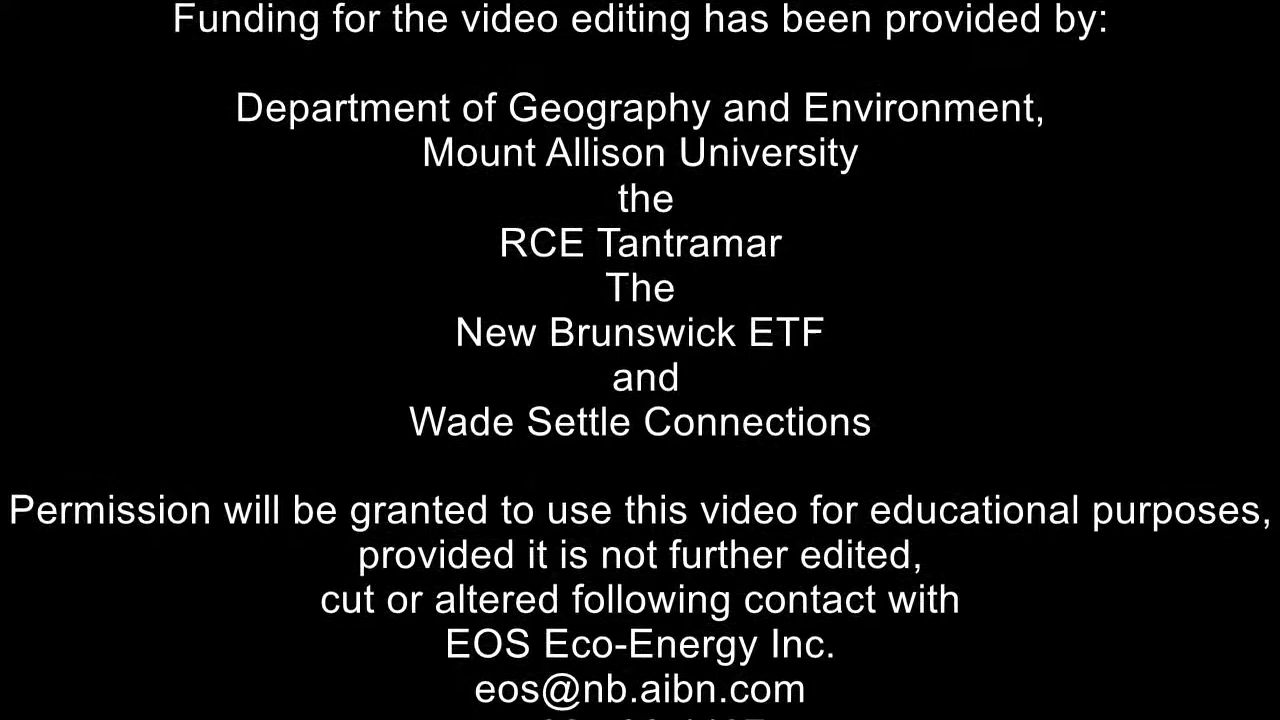 Funding for the video editing has been provided by:
Department of Geography and Environment,
Mount Allison University
the
RCE Tantramar
The
New Brunswick ETF
and
Wade Settle Connections
Permission will be granted to use this video for educational purposes,
provided it is not further edited,
cut or altered following contact with
EOS Eco-Energy Inc.
eos@nb.aibn.com